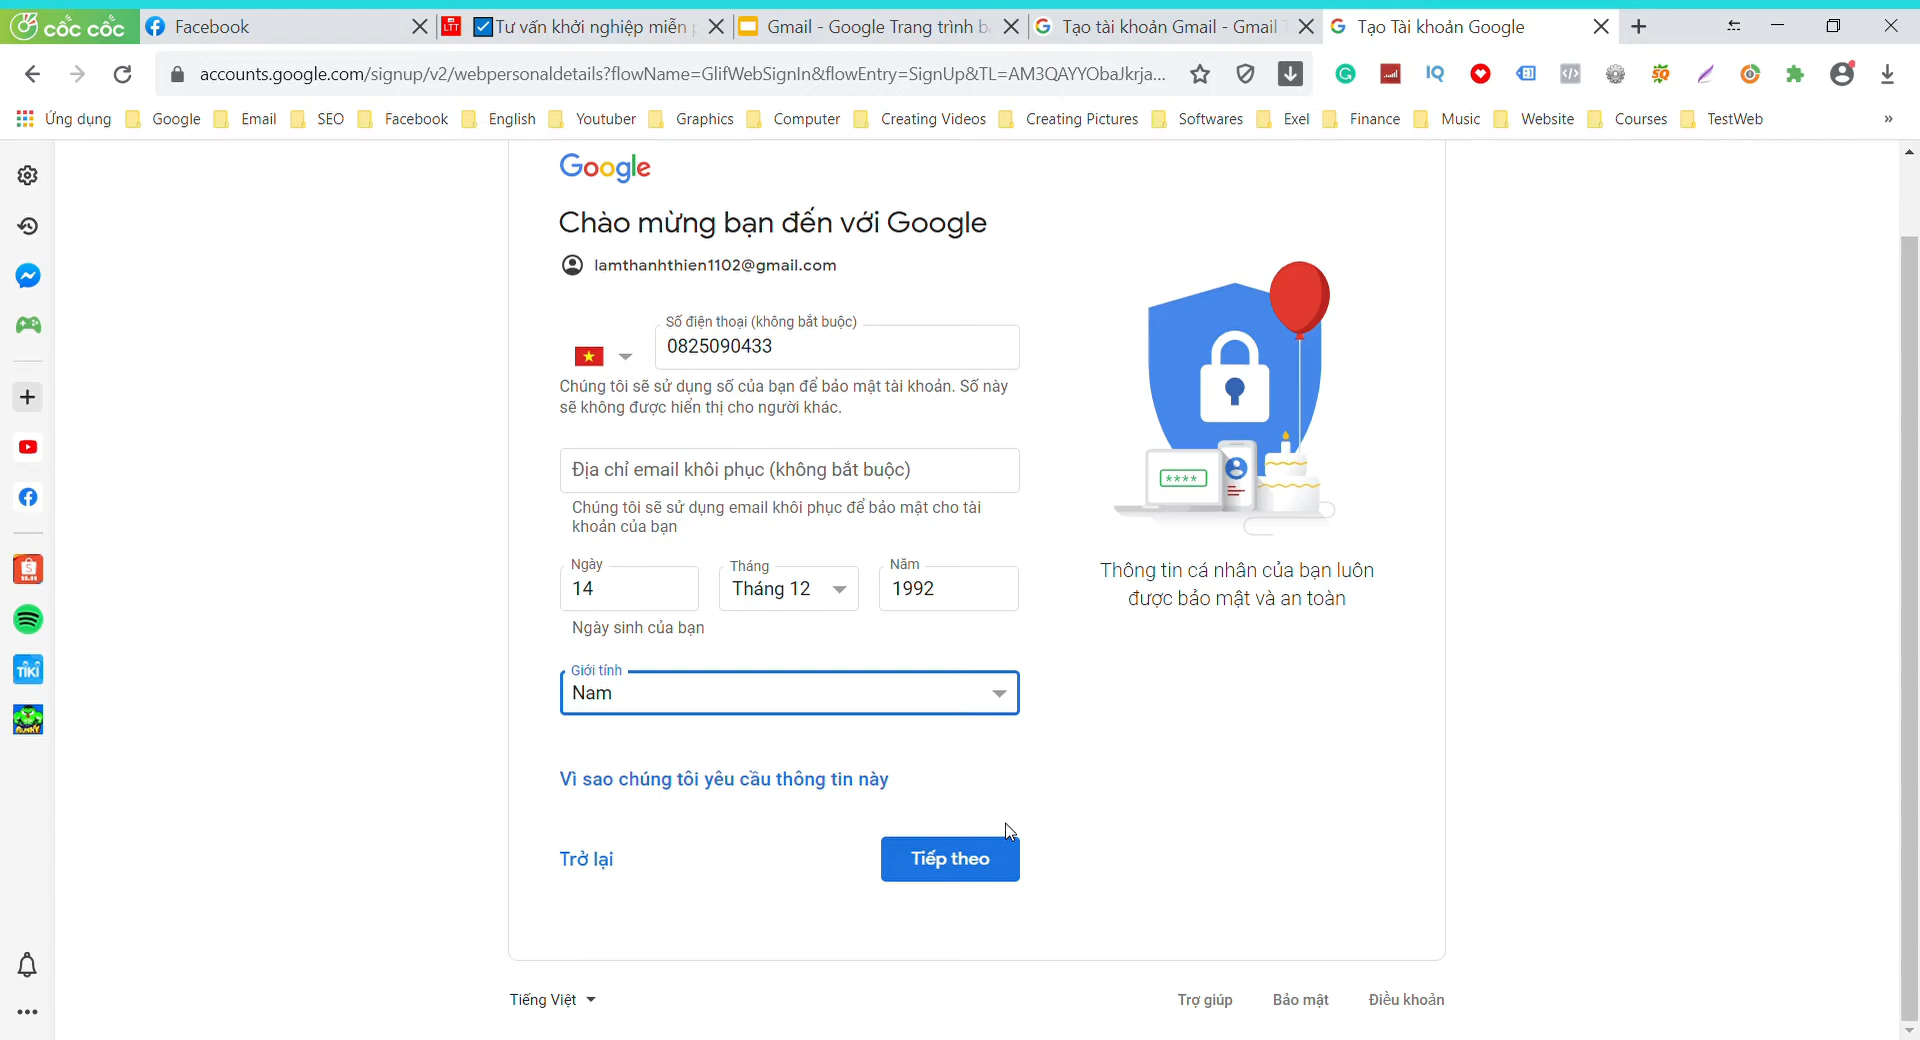 cốc cốc
Facebook
LTT
Tư vấn khởi nghiệp miễn p
Gmail - Google Trang trình b
Tạo tài khoản Gmail - Gmail T
Tạo Tài khoản Google
accounts.google.com/signup/v2/webpersonaldetails?flowName=GlifWebSignIn&flowEntry=SignUp&TL=AM3QAYYObaJkrja...
Ứng dụng
Google
Email
SEO
Facebook
English
Youtuber
Graphics
Computer
Creating Videos
Creating Pictures
Softwares
Exel
Finance
Music
Website
Courses
TestWeb
»
Google
Chào mừng bạn đến với Google
lamthanhthien1102@gmail.com
Số điện thoại (không bắt buộc)
0825090433
Chúng tôi sẽ sử dụng số của bạn để bảo mật tài khoản. Số này
sẽ không được hiển thị cho người khác.
Địa chỉ email khôi phục (không bắt buộc)
Chúng tôi sẽ sử dụng email khôi phục để bảo mật cho tài
khoản của bạn
Ngày
14
Tháng
Tháng 12
Năm
1992
Ngày sinh của bạn
Giới tính
Nam
Vì sao chúng tôi yêu cầu thông tin này
Trở lại
Tiếp theo
****
Thông tin cá nhân của bạn luôn
được bảo mật và an toàn
Tiếng Việt
Trợ giúp
Bảo mật
Điều khoản
IQ
SQ
11.11
TIKI